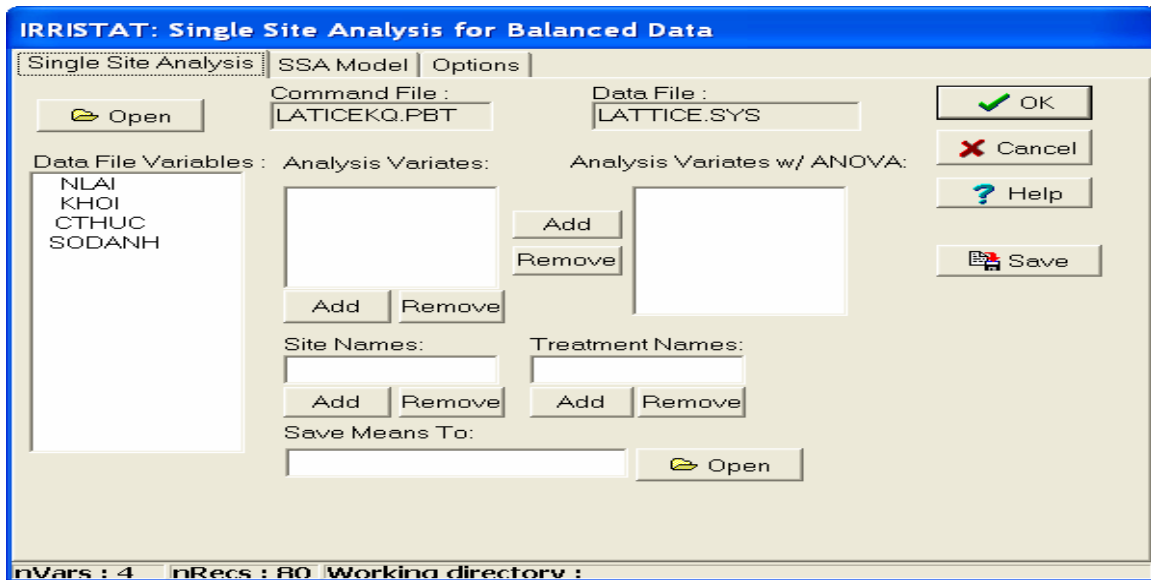 IRRISTAT: Single Site Analysis for Balanced Data
Single Site Analysis SSA Model Options
Open
Command File :
LATICEKQ.PBT
Data File :
LATTICE.SYS
OK
Cancel
Help
Save
Data File Variables :
NLAI
KHOI
CTHUC
SODANH
Analysis Variates:
Add Remove
Add
Remove
Analysis Variates w/ ANOVA:
Site Names:
Add Remove
Treatment Names:
Add Remove
Save Means To:
Open
nVars : 4 nRecs : 80 Working directory :